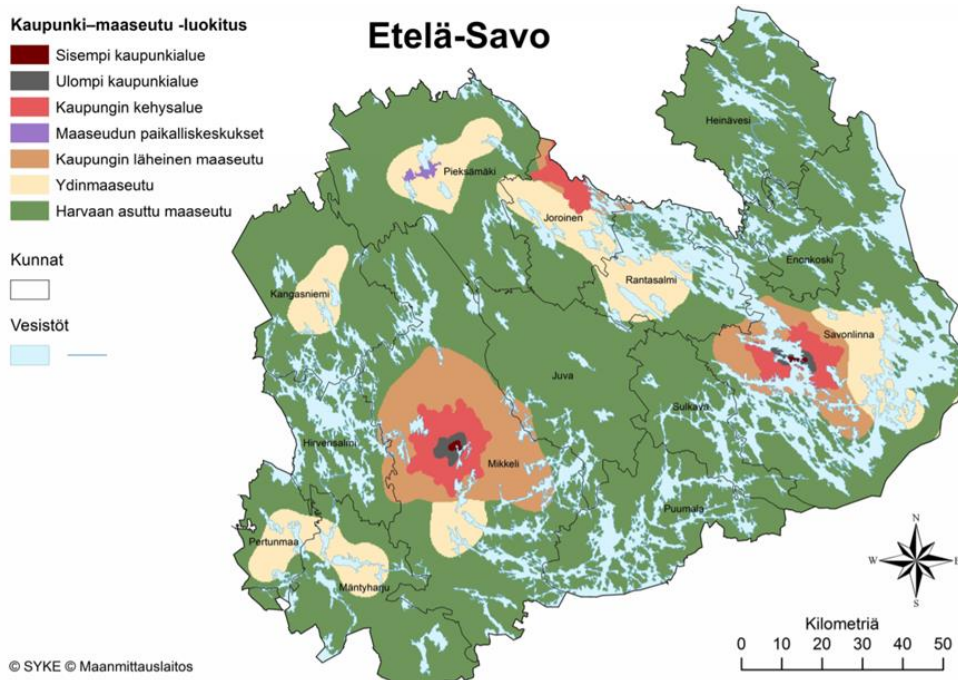 Etelä-Savo
Kaupunki–maaseutu -luokitus
Sisempi kaupunkialue
Ulompi kaupunkialue
Kaupungin kehysalue
Maaseudun paikalliskeskukset
Kaupungin läheinen maaseutu
Ydinmaaseutu
Harvaan asuttu maaseutu
Kunnat
Vesistöt
Heinävesi
Pieksämäki
Joroinen
Enonkoski
Rantasalmi
Kangasniemi
Savonlinna
Juva
Sulkava
Hirvensalmi
Mikkeli
Puumala
Pertunmaa
Mäntyharju
N
W
E
S
Kilometriä
0 10 20 30 40 50
© SYKE © Maanmittauslaitos